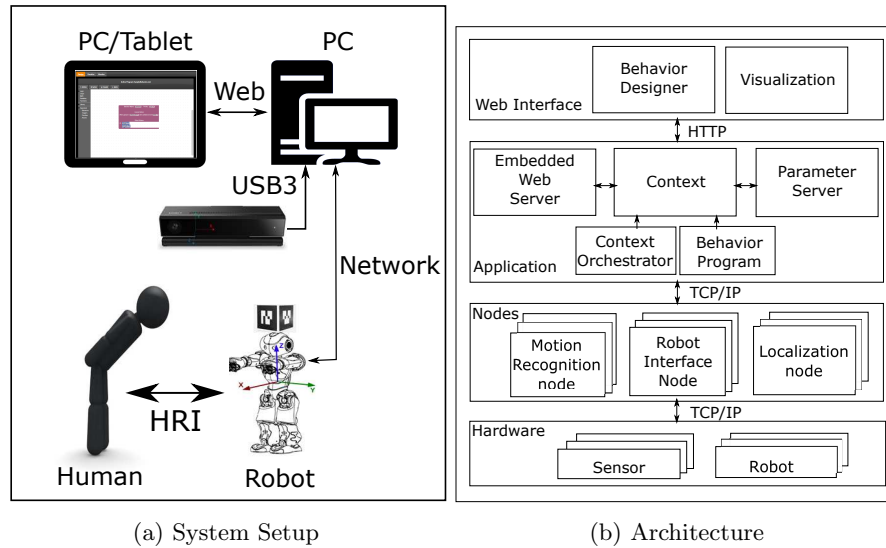 PC/Tablet
PC
Web
USB3
Network
HRI
Human
Robot
X
Y
Z
(a) System Setup
Behavior
Designer
Visualization
Web Interface
HTTP
Embedded
Web
Server
Context
Parameter
Server
Context
Orchestrator
Behavior
Program
Application
TCP/IP
Nodes
Motion
Recognition
node
Robot
Interface
Node
Localization
node
TCP/IP
Hardware
Sensor
Robot
(b) Architecture